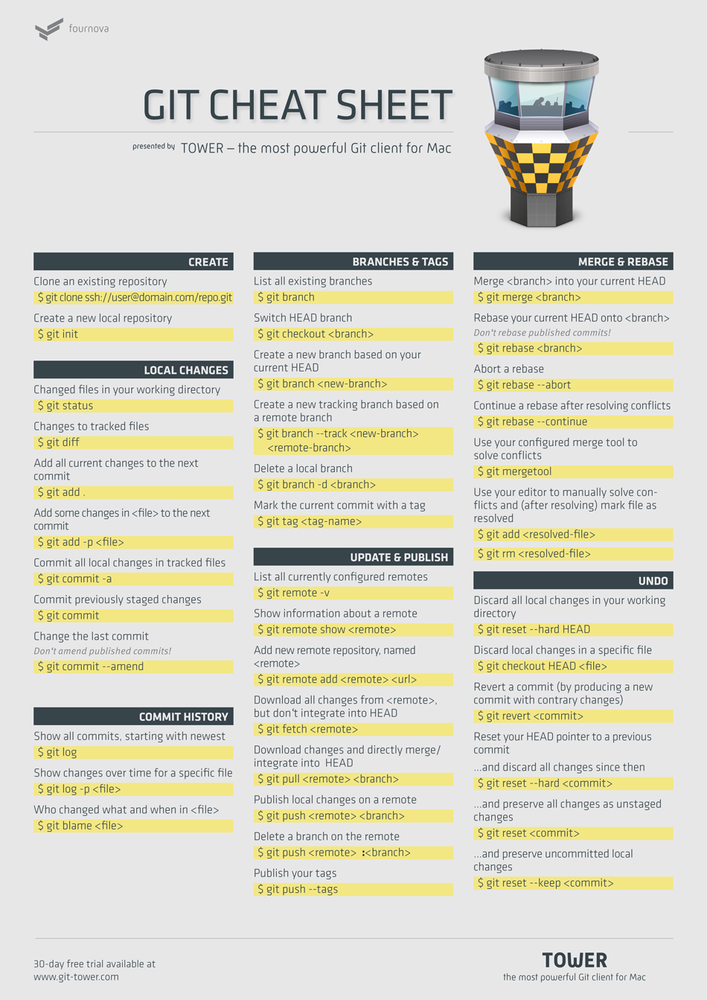 fournova
GIT CHEAT SHEET
presented by TOWER – the most powerful Git client for Mac
CREATE
Clone an existing repository
$ git clone ssh://user@domain.com/repo.git
Create a new local repository
$ git init
LOCAL CHANGES
Changed files in your working directory
$ git status
Changes to tracked files
$ git diff
Add all current changes to the next
commit
$ git add .
Add some changes in <file> to the next
commit
$ git add -p <file>
Commit all local changes in tracked files
$ git commit -a
Commit previously staged changes
$ git commit
Change the last commit
Don't amend published commits!
$ git commit --amend
COMMIT HISTORY
Show all commits, starting with newest
$ git log
Show changes over time for a specific file
$ git log -p <file>
Who changed what and when in <file>
$ git blame <file>
BRANCHES & TAGS
List all existing branches
$ git branch
Switch HEAD branch
$ git checkout <branch>
Create a new branch based on your
current HEAD
$ git branch <new-branch>
Create a new tracking branch based on
a remote branch
$ git branch --track <new-branch>
<remote-branch>
Delete a local branch
$ git branch -d <branch>
Mark the current commit with a tag
$ git tag <tag-name>
UPDATE & PUBLISH
List all currently configured remotes
$ git remote -v
Show information about a remote
$ git remote show <remote>
Add new remote repository, named
<remote>
$ git remote add <remote> <url>
Download all changes from <remote>,
but don't integrate into HEAD
$ git fetch <remote>
Download changes and directly merge/
integrate into HEAD
$ git pull <remote> <branch>
Publish local changes on a remote
$ git push <remote> <branch>
Delete a branch on the remote
$ git push <remote> :<branch>
Publish your tags
$ git push --tags
MERGE & REBASE
Merge <branch> into your current HEAD
$ git merge <branch>
Rebase your current HEAD onto <branch>
Don't rebase published commits!
$ git rebase <branch>
Abort a rebase
$ git rebase --abort
Continue a rebase after resolving conflicts
$ git rebase --continue
Use your configured merge tool to
solve conflicts
$ git mergetool
Use your editor to manually solve con-
flicts and (after resolving) mark file as
resolved
$ git add <resolved-file>
$ git rm <resolved-file>
UNDO
Discard all local changes in your working
directory
$ git reset --hard HEAD
Discard local changes in a specific file
$ git checkout HEAD <file>
Revert a commit (by producing a new
commit with contrary changes)
$ git revert <commit>
Reset your HEAD pointer to a previous
commit
...and discard all changes since then
$ git reset --hard <commit>
...and preserve all changes as unstaged
changes
$ git reset <commit>
...and preserve uncommitted local
changes
$ git reset --keep <commit>
30-day free trial available at
www.git-tower.com
TOWER
the most powerful Git client for Mac